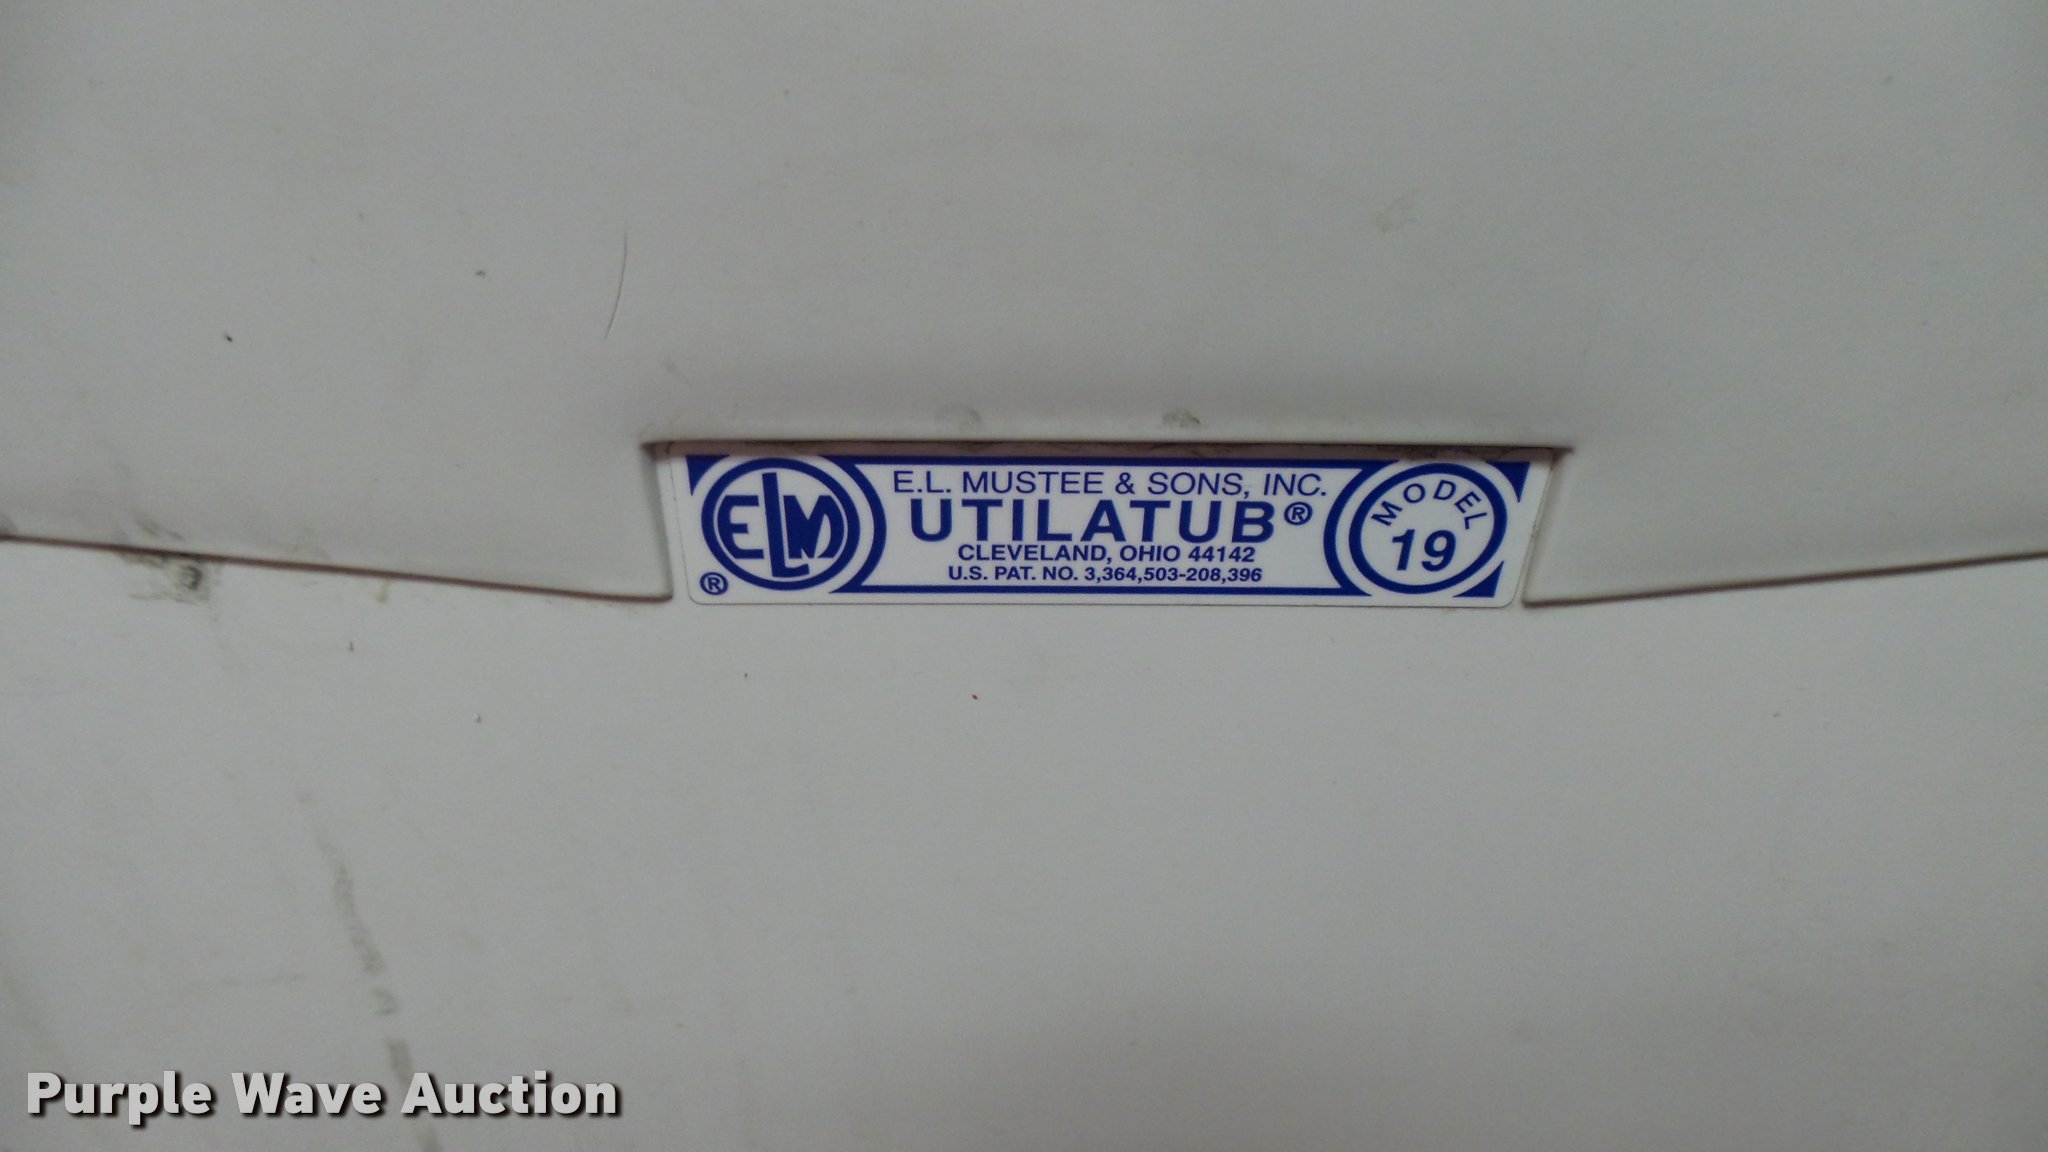 ELM
®
E.L. MUSTEE & SONS, INC.
UTILATUB®
CLEVELAND, OHIO 44142
U.S. PAT. NO. 3,364,503-208,396
MODEL
19
Purple Wave Auction